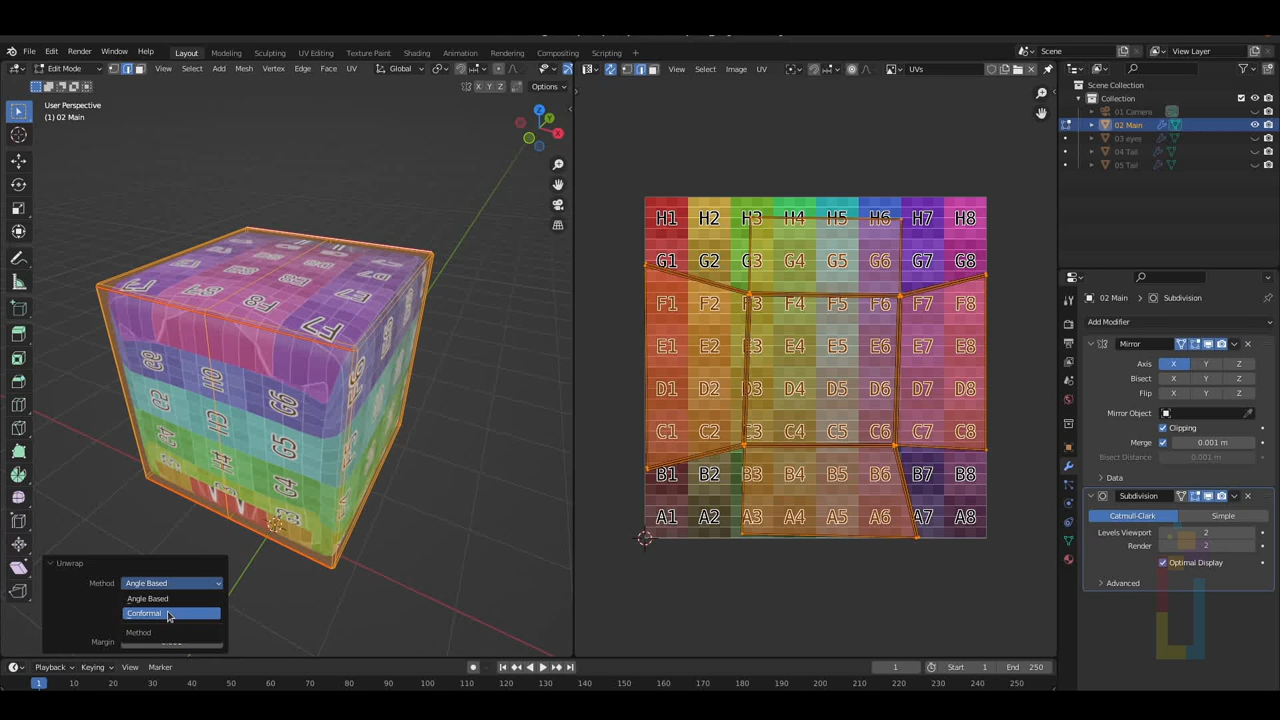 File Edit Render Window Help Layout Modeling Sculpting UV Editing Texture Paint Shading Animation Rendering Compositing Scripting + Scene View Layer
Edit Mode View Select Add Mesh Vertex Edge Face UV Global View Select Image UV UVs
X Y Z Options
User Perspective
(1) 02 Main
Scene Collection
Collection
01 Camera
02 Main
03 eyes
04 Tail
05 Tail
H1 H2 H3 H4 H5 H6 H7 H8
G1 G2 G3 G4 G5 G6 G7 G8
F1 F2 F3 F4 F5 F6 F7 F8
E1 E2 E3 E4 E5 E6 E7 E8
D1 D2 D3 D4 D5 D6 D7 D8
C1 C2 C3 C4 C5 C6 C7 C8
B1 B2 B3 B4 B5 B6 B7 B8
A1 A2 A3 A4 A5 A6 A7 A8
F7
G6
G5
G4
02 Main Subdivision
Add Modifier
Mirror
Axis X Y Z
Bisect X Y Z
Flip X Y Z
Mirror Object
Clipping
Merge 0.001 m
Bisect Distance 0.001 m
Data
Subdivision
Catmull-Clark Simple
Levels Viewport 2
Render 2
Optimal Display
Advanced
Unwrap
Method Angle Based
Angle Based
Conformal
Method
Margin
Playback Keying View Marker 1 Start 1 End 250
1 10 20 30 40 50 60 70 80 90 100 110 120 130 140 150 160 170 180 190 200 210 220 230 240 250